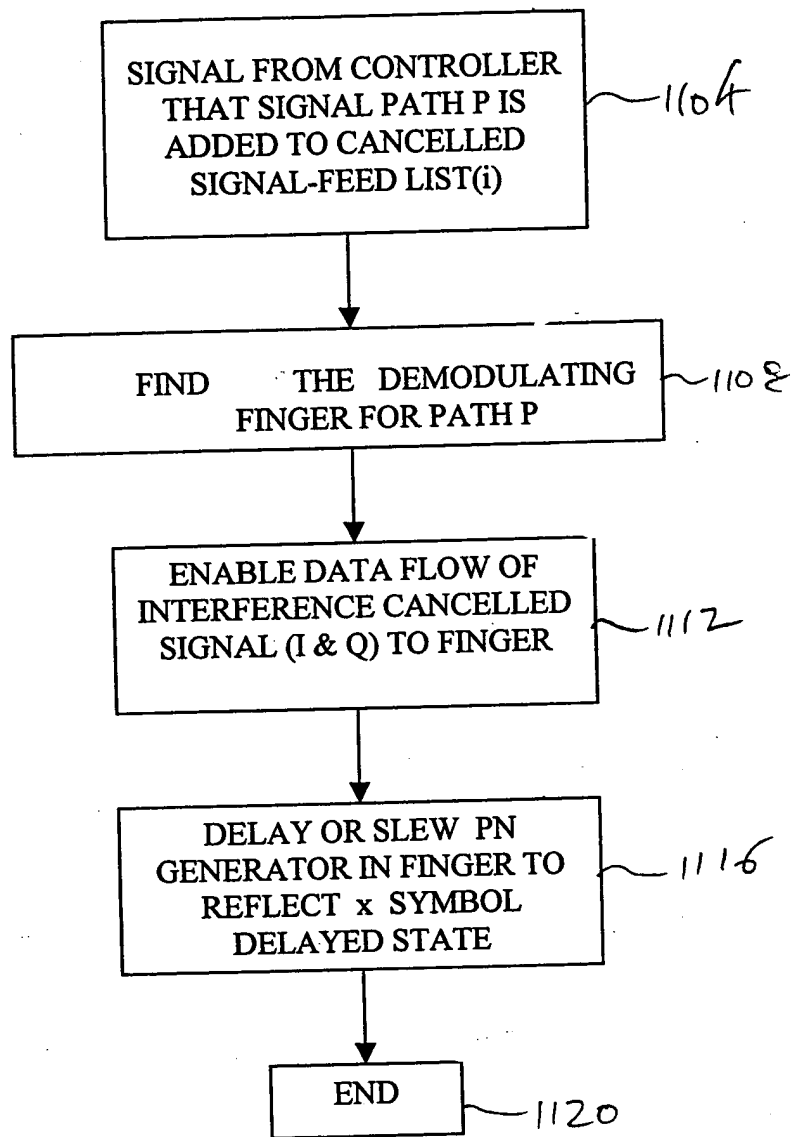 SIGNAL FROM CONTROLLER
THAT SIGNAL PATH P IS
ADDED TO CANCELLED
SIGNAL-FEED LIST(i)
1104
FIND THE DEMODULATING
FINGER FOR PATH P
1108
ENABLE DATA FLOW OF
INTERFERENCE CANCELLED
SIGNAL (I & Q) TO FINGER
1112
DELAY OR SLEW PN
GENERATOR IN FINGER TO
REFLECT x SYMBOL
DELAYED STATE
1116
END
1120